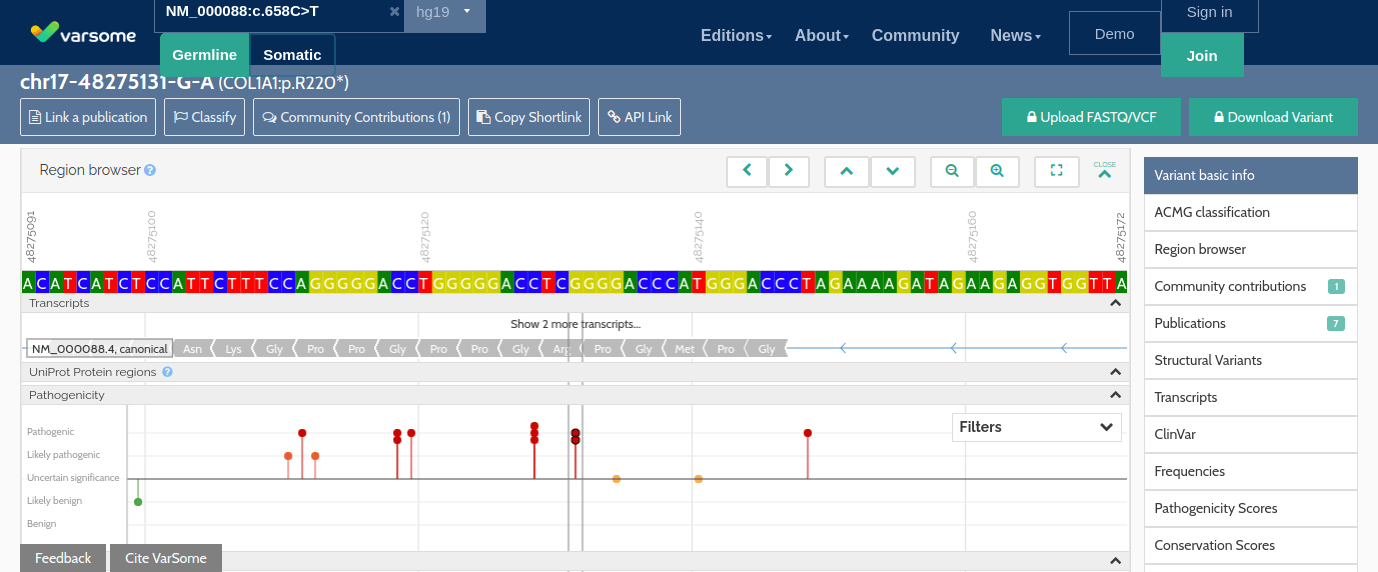 NM_000088:c.658C>T
hg19
varsome
Germline
Somatic
Editions
About
Community
News
Demo
Sign in
Join
chr17-48275131-G-A (COL1A1:p.R220*)
Link a publication
Classify
Community Contributions (1)
Copy Shortlink
API Link
Upload FASTQ/VCF
Download Variant
Region browser
CLOSE
48275091
48275100
48275120
48275140
48275160
48275172
ACATCATCTCCATTCTTTCCAGGGGGACCTGGGGGACCTCGGGGACCCATGGGACCCTAGAAAAGATAGAAGAGGTGGTTA
Transcripts
Show 2 more transcripts...
NM_000088.4, canonical
Asn Lys Gly Pro Pro Gly Pro Pro Gly Arg Pro Gly Met Pro Gly
UniProt Protein regions
Pathogenicity
Pathogenic
Likely pathogenic
Uncertain significance
Likely benign
Benign
Filters
Feedback
Cite VarSome
Variant basic info
ACMG classification
Region browser
Community contributions 1
Publications 7
Structural Variants
Transcripts
ClinVar
Frequencies
Pathogenicity Scores
Conservation Scores